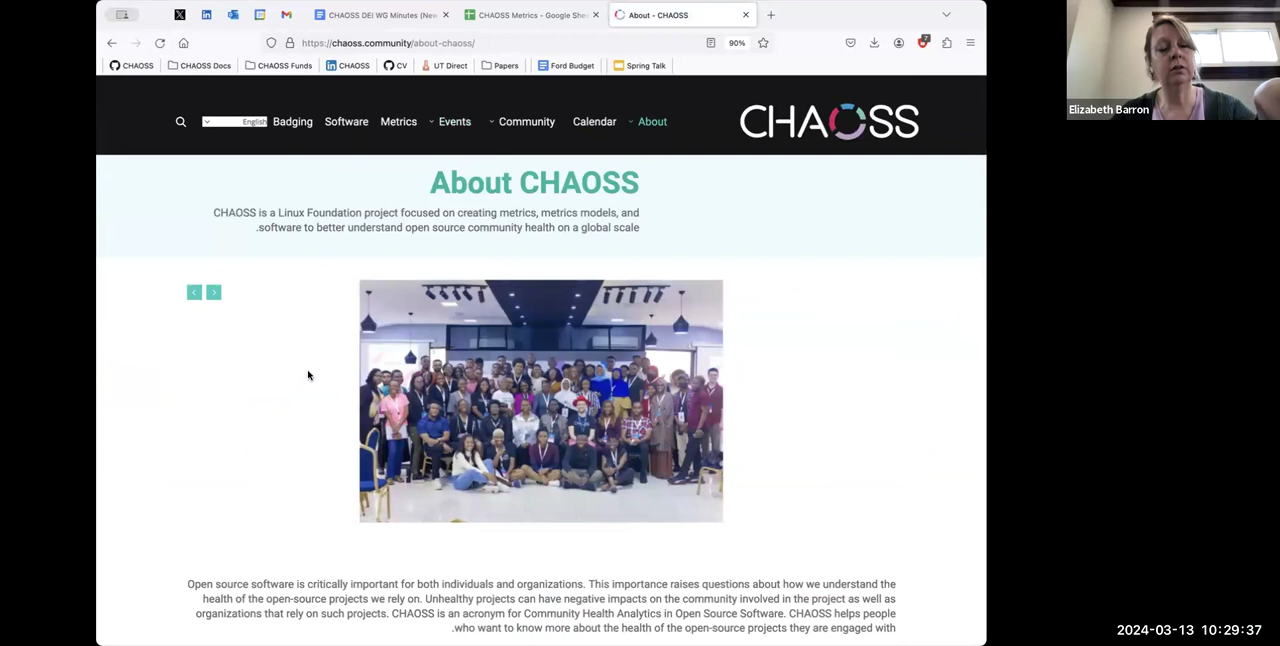 CHAOSS DEI WG Minutes (New
CHAOSS Metrics - Google She
About - CHAOSS
https://chaoss.community/about-chaoss/
90%
7
CHAOSS
CHAOSS Docs
CHAOSS Funds
CHAOSS
CV
UT Direct
Papers
Ford Budget
Spring Talk
English
Badging
Software
Metrics
Events
Community
Calendar
About
CHAOSS
About CHAOSS
CHAOSS is a Linux Foundation project focused on creating metrics, metrics models, and
.software to better understand open source community health on a global scale
Open source software is critically important for both individuals and organizations. This importance raises questions about how we understand the
health of the open-source projects we rely on. Unhealthy projects can have negative impacts on the community involved in the project as well as
organizations that rely on such projects. CHAOSS is an acronym for Community Health Analytics in Open Source Software. CHAOSS helps people
.who want to know more about the health of the open-source projects they are engaged with
Elizabeth Barron
2024-03-13 10:29:37